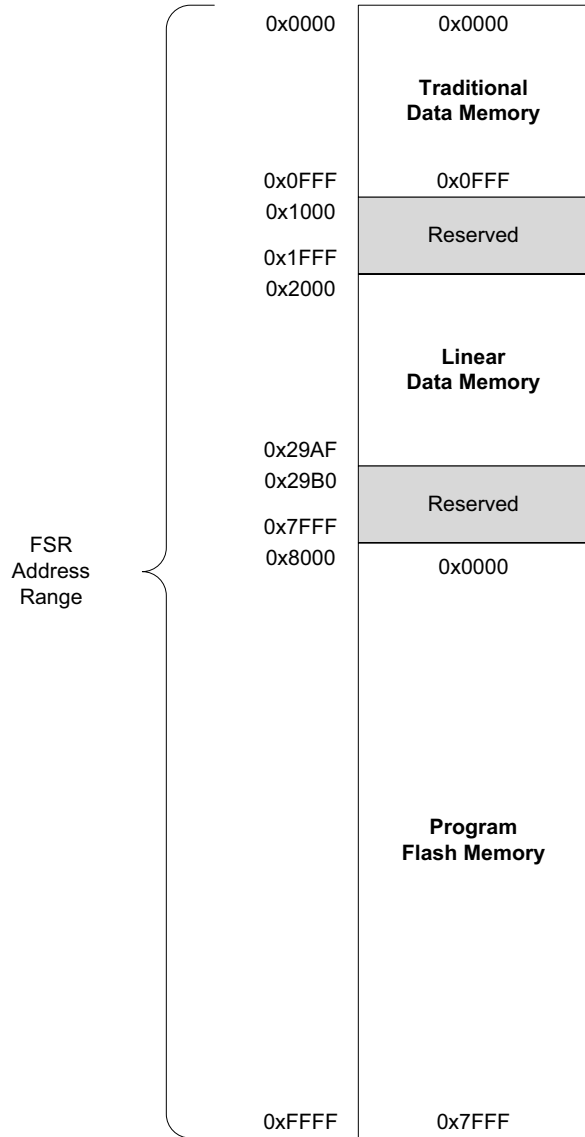 0x0000 0x0000
Traditional
Data Memory
0x0FFF 0x0FFF
0x1000
Reserved
0x1FFF
0x2000
Linear
Data Memory
0x29AF
0x29B0
Reserved
0x7FFF
0x8000 0x0000
FSR
Address
Range
Program
Flash Memory
0xFFFF 0x7FFF